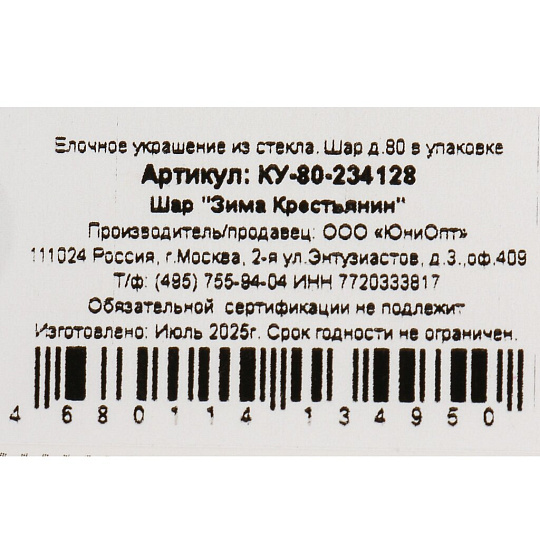 Елочное украшение из стекла. Шар д.80 в упаковке
Артикул: КУ-80-234128
Шар "Зима Крестьянин"
Производитель/продавец: ООО «ЮниОпт»
111024 Россия, г.Москва, 2-я ул.Энтузиастов, д.3.,оф.409
Т/ф: (495) 755-94-04 ИНН 7720333817
Обязательной сертификации не подлежит
Изготовлено: Июль 2025г. Срок годности не ограничен.
4 680114 134950